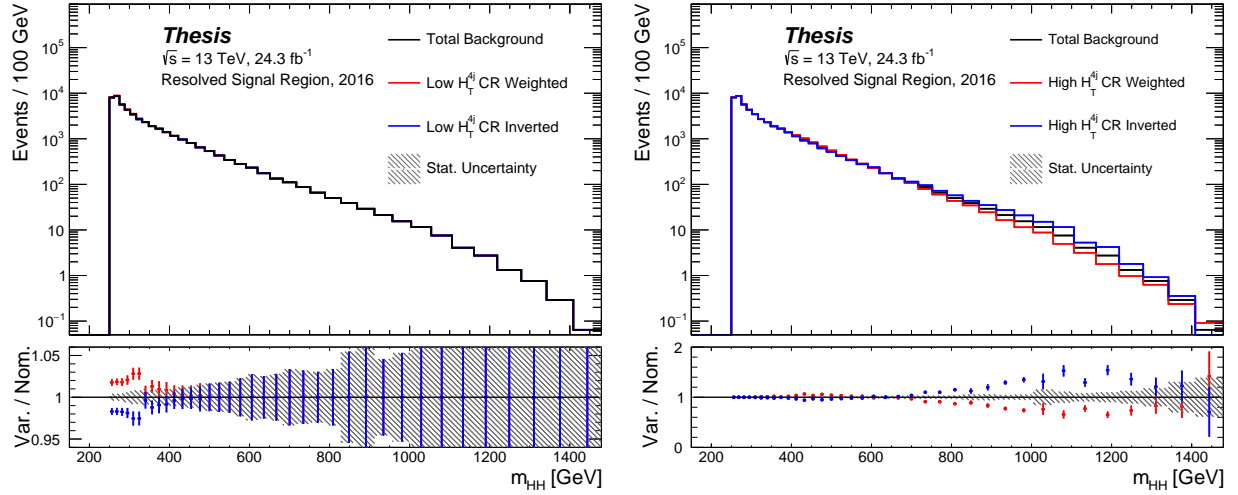 Thesis
√s = 13 TeV, 24.3 fb⁻¹
Resolved Signal Region, 2016
Total Background
Low H_T^4j CR Weighted
Low H_T^4j CR Inverted
Stat. Uncertainty
Events / 100 GeV
10⁵
10⁴
10³
10²
10
1
10⁻¹
Var. / Nom.
1.05
1
0.95
200 400 600 800 1000 1200 1400
m_HH [GeV]
Thesis
√s = 13 TeV, 24.3 fb⁻¹
Resolved Signal Region, 2016
Total Background
High H_T^4j CR Weighted
High H_T^4j CR Inverted
Stat. Uncertainty
Events / 100 GeV
10⁵
10⁴
10³
10²
10
1
10⁻¹
Var. / Nom.
2
1
0
200 400 600 800 1000 1200 1400
m_HH [GeV]